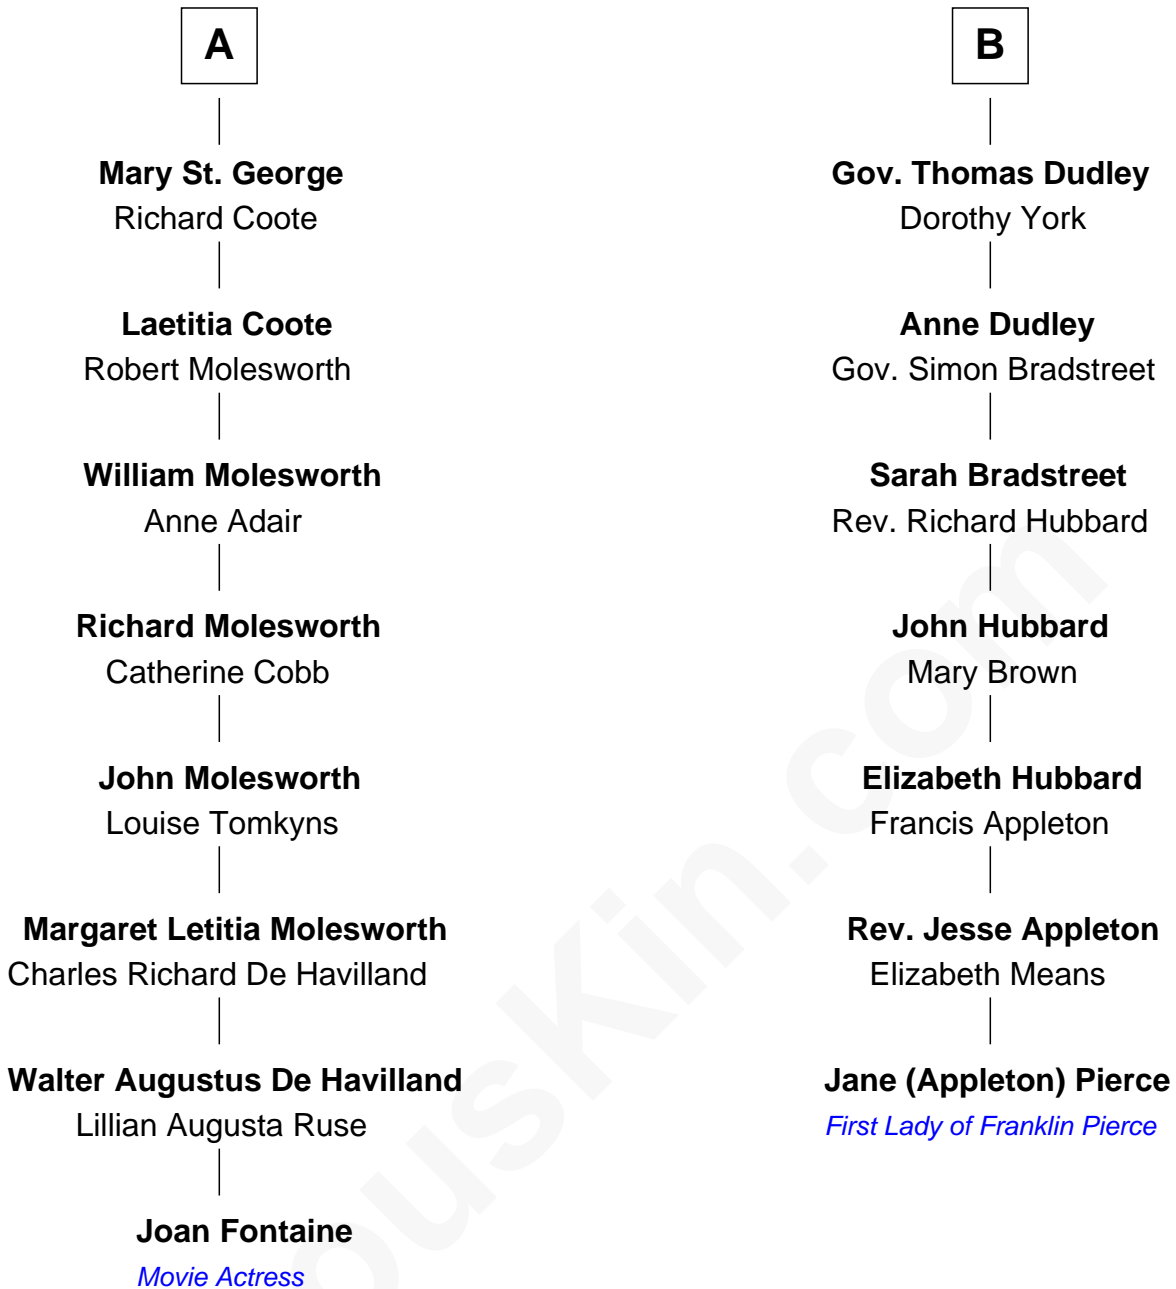 A
Mary St. George
Richard Coote
Laetitia Coote
Robert Molesworth
William Molesworth
Anne Adair
Richard Molesworth
Catherine Cobb
John Molesworth
Louise Tomkyns
Margaret Letitia Molesworth
Charles Richard De Havilland
Walter Augustus De Havilland
Lillian Augusta Ruse
Joan Fontaine
Movie Actress
B
Gov. Thomas Dudley
Dorothy York
Anne Dudley
Gov. Simon Bradstreet
Sarah Bradstreet
Rev. Richard Hubbard
John Hubbard
Mary Brown
Elizabeth Hubbard
Francis Appleton
Rev. Jesse Appleton
Elizabeth Means
Jane (Appleton) Pierce
First Lady of Franklin Pierce
ousKin.com